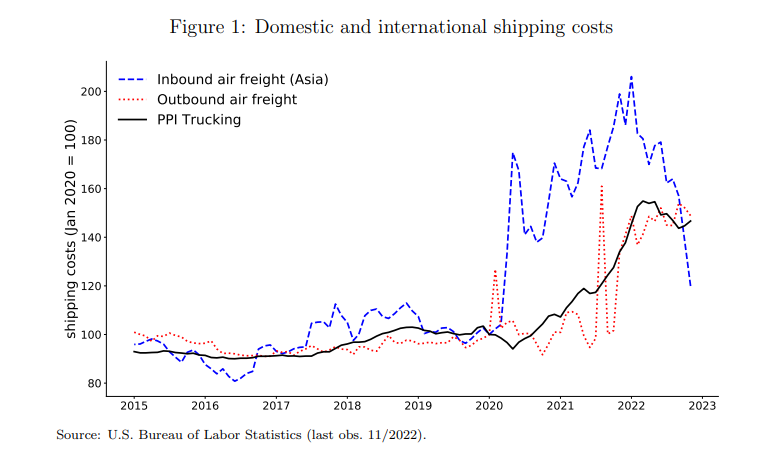 Figure 1: Domestic and international shipping costs
Inbound air freight (Asia)
Outbound air freight
PPI Trucking
shipping costs (Jan 2020 = 100)
200
180
160
140
120
100
80
2015 2016 2017 2018 2019 2020 2021 2022 2023
Source: U.S. Bureau of Labor Statistics (last obs. 11/2022).